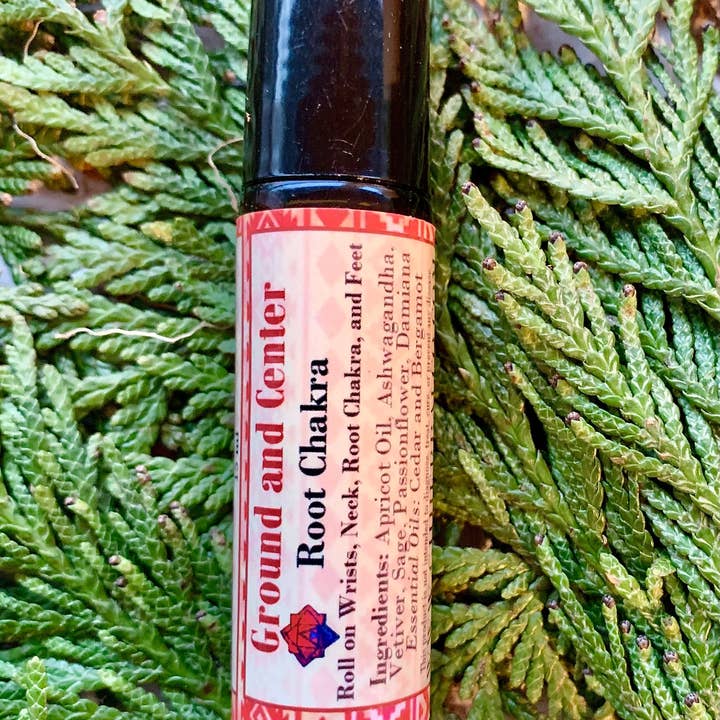 Ground and Center
Root Chakra
Roll on Wrists, Neck, Root Chakra, and Feet
Ingredients: Apricot Oil, Ashwagandha,
Vetiver, Sage, Passionflower, Damiana
Essential Oils: Cedar and Bergamot